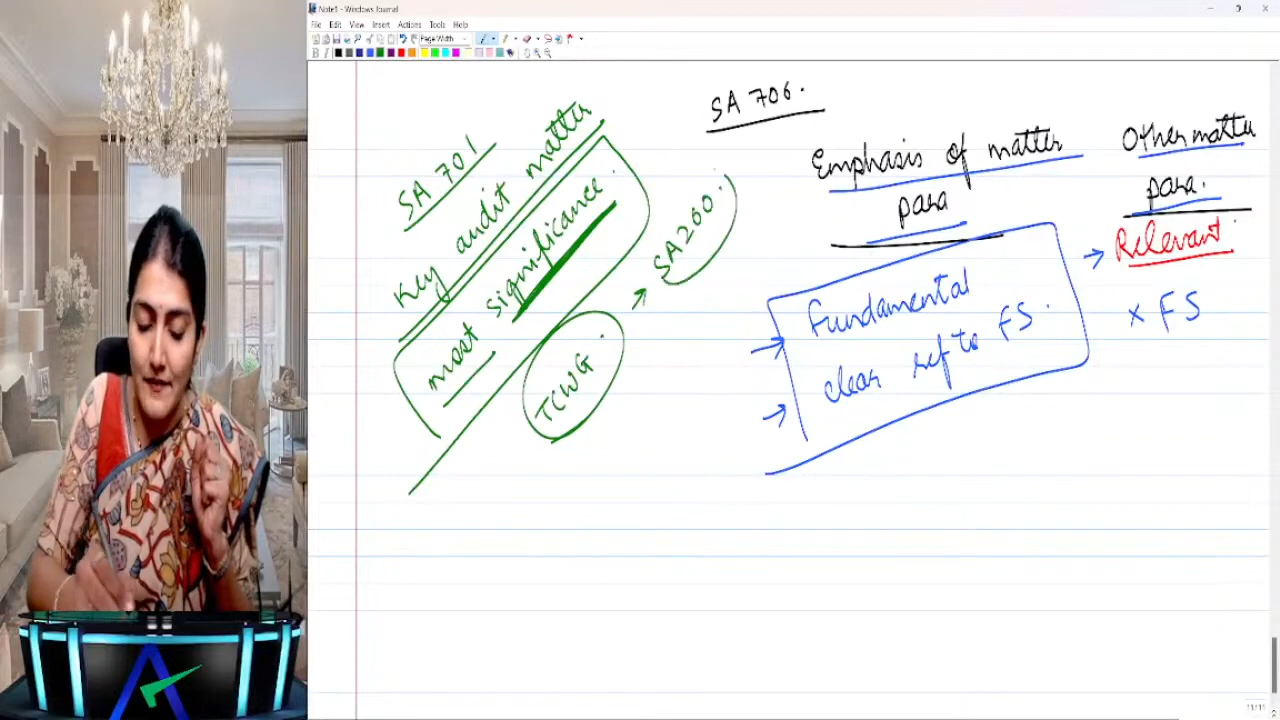 Note1 - Windows Journal
File Edit View Insert Actions Tools Help
Page Width
SA 701
Key audit matter
most significance.
TCWG.
→ SA 260.
SA 706.
Emphasis of matter
para
→ Fundamental
→ clear ref to FS.
Other matter
para.
→ Relevant
x FS
11/11